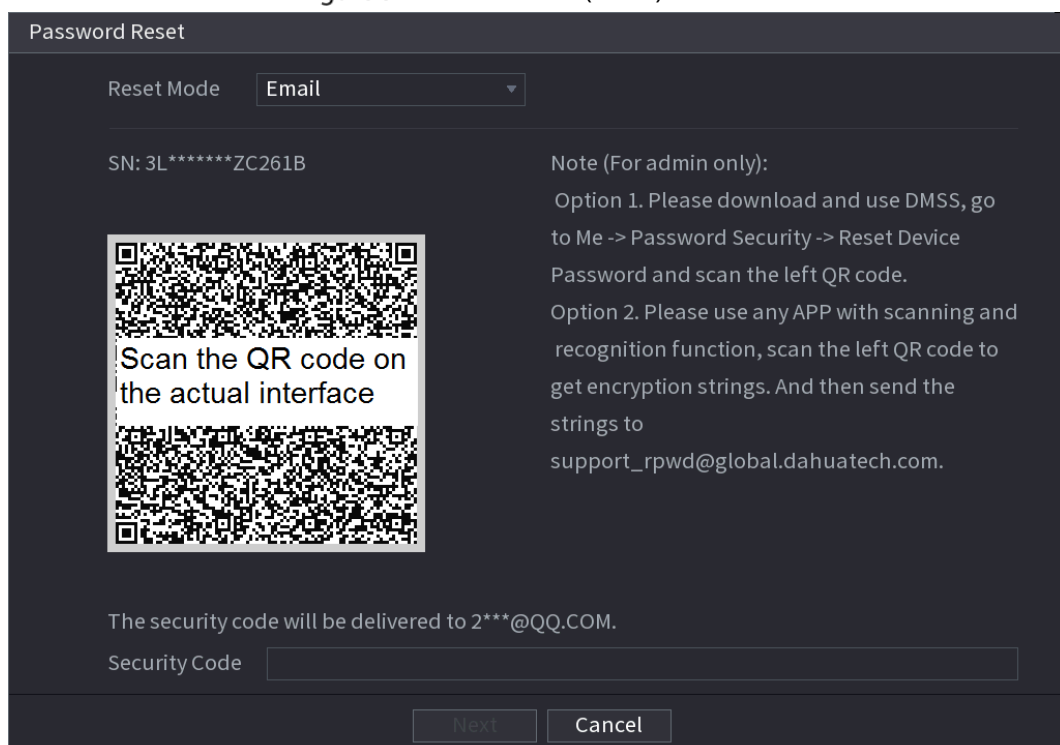 Password Reset
Reset Mode
Email
SN: 3L*******ZC261B
Note (For admin only):
Option 1. Please download and use DMSS, go
to Me -> Password Security -> Reset Device
Password and scan the left QR code.
Option 2. Please use any APP with scanning and
recognition function, scan the left QR code to
get encryption strings. And then send the
strings to
support_rpwd@global.dahuatech.com.
Scan the QR code on
the actual interface
The security code will be delivered to 2***@QQ.COM.
Security Code
Next
Cancel